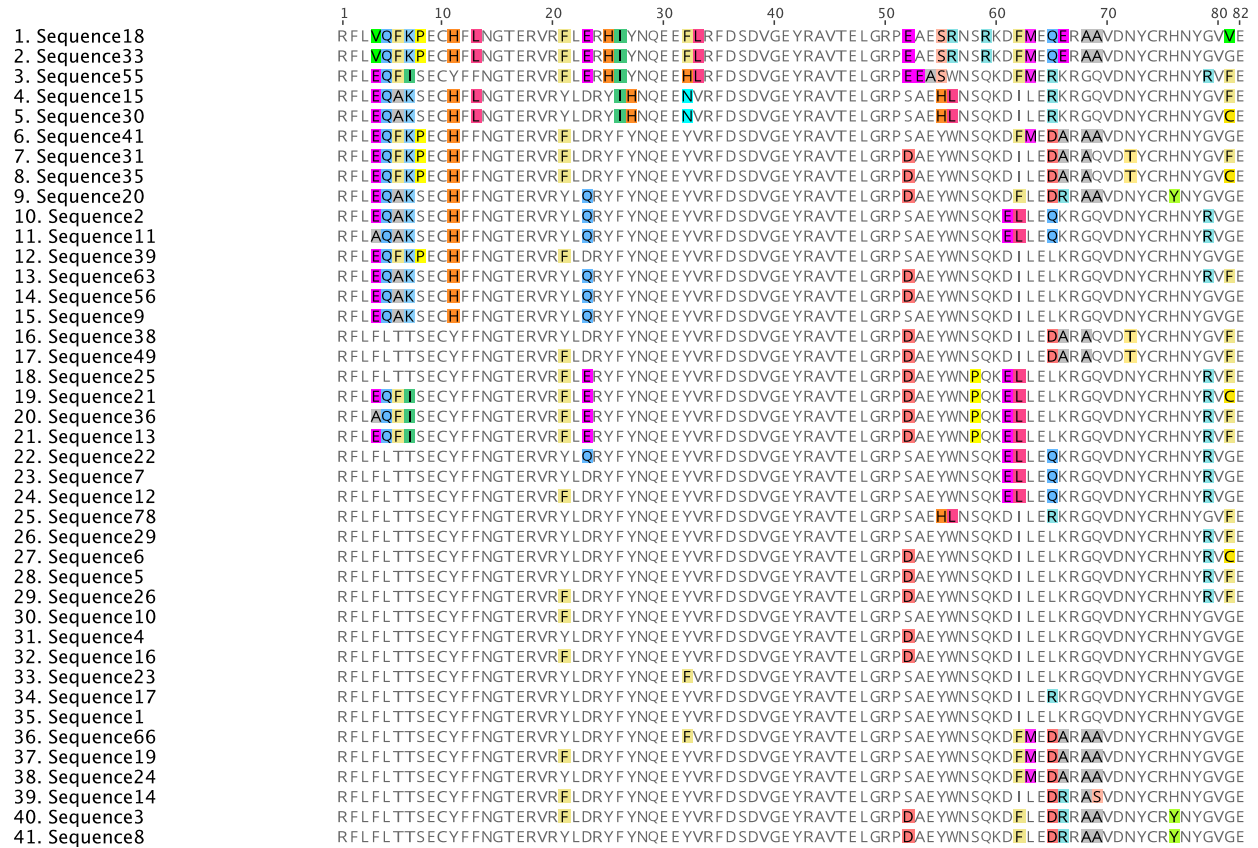 1 10 20 30 40 50 60 70 80 82
1. Sequence18 RFLVQFKPECHFLNGTERVRFLERHIYNQEEFLRFDSDVGEYRAVTELGRPEAESRNSRKDFMEQERAAVDNYCRHNYGVVE
2. Sequence33 RFLVQFKPECHFLNGTERVRFLERHIYNQEEFLRFDSDVGEYRAVTELGRPEAESRNSRKDFMEQERAAVDNYCRHNYGVGE
3. Sequence55 RFLEQFISECYFFNGTERVRFLERHIYNQEEHLRFDSDVGEYRAVTELGRPEEASWNSQKDFMERKRGQVDNYCRHNYRVFE
4. Sequence15 RFLEQAKSECHFLNGTERVRYLDRYIHNQEENVRFDSDVGEYRAVTELGRPSAEHLNSQKDILERKRGQVDNYCRHNYGVFE
5. Sequence30 RFLEQAKSECHFLNGTERVRYLDRYIHNQEENVRFDSDVGEYRAVTELGRPSAEHLNSQKDILERKRGQVDNYCRHNYGVCE
6. Sequence41 RFLEQFKPECHFFNGTERVRFLDRYFYNQEEYVRFDSDVGEYRAVTELGRPSAEYWNSQKDFMEDARAAVDNYCRHNYGVGE
7. Sequence31 RFLEQFKPECHFFNGTERVRFLDRYFYNQEEYVRFDSDVGEYRAVTELGRPDAEYWNSQKDILEDARAQVDTYCRHNYGVFE
8. Sequence35 RFLEQFKPECHFFNGTERVRFLDRYFYNQEEYVRFDSDVGEYRAVTELGRPDAEYWNSQKDILEDARAQVDTYCRHNYGVCE
9. Sequence20 RFLEQAKSECHFFNGTERVRYLQRYFYNQEEYVRFDSDVGEYRAVTELGRPDAEYWNSQKDFLEDRRAAVDNYCRYNYGVGE
10. Sequence2 RFLEQAKSECHFFNGTERVRYLQRYFYNQEEYVRFDSDVGEYRAVTELGRPSAEYWNSQKELLEQKRGQVDNYCRHNYRVGE
11. Sequence11 RFLAQAKSECHFFNGTERVRYLQRYFYNQEEYVRFDSDVGEYRAVTELGRPSAEYWNSQKELLEQKRGQVDNYCRHNYRVGE
12. Sequence39 RFLEQFKPECHFFNGTERVRFLDRYFYNQEEYVRFDSDVGEYRAVTELGRPSAEYWNSQKDILELKRGQVDNYCRHNYGVGE
13. Sequence63 RFLEQAKSECHFFNGTERVRYLQRYFYNQEEYVRFDSDVGEYRAVTELGRPDAEYWNSQKDILELKRGQVDNYCRHNYRVFE
14. Sequence56 RFLEQAKSECHFFNGTERVRYLQRYFYNQEEYVRFDSDVGEYRAVTELGRPDAEYWNSQKDILELKRGQVDNYCRHNYGVGE
15. Sequence9 RFLEQAKSECHFFNGTERVRYLQRYFYNQEEYVRFDSDVGEYRAVTELGRPSAEYWNSQKDILELKRGQVDNYCRHNYGVGE
16. Sequence38 RFLFLTTSECYFFNGTERVRYLDRYFYNQEEYVRFDSDVGEYRAVTELGRPDAEYWNSQKDILEDARAQVDTYCRHNYGVFE
17. Sequence49 RFLFLTTSECYFFNGTERVRFLDRYFYNQEEYVRFDSDVGEYRAVTELGRPDAEYWNSQKDILEDARAQVDTYCRHNYGVFE
18. Sequence25 RFLFLTTSECYFFNGTERVRFLERYFYNQEEYVRFDSDVGEYRAVTELGRPDAEYWNPQKELLELKRGQVDNYCRHNYRVFE
19. Sequence21 RFLEQFISECYFFNGTERVRFLERYFYNQEEYVRFDSDVGEYRAVTELGRPDAEYWNPQKELLELKRGQVDNYCRHNYRVCE
20. Sequence36 RFLAQFISECYFFNGTERVRFLERYFYNQEEYVRFDSDVGEYRAVTELGRPDAEYWNPQKELLELKRGQVDNYCRHNYRVFE
21. Sequence13 RFLEQFISECYFFNGTERVRFLERYFYNQEEYVRFDSDVGEYRAVTELGRPDAEYWNPQKELLELKRGQVDNYCRHNYRVFE
22. Sequence22 RFLFLTTSECYFFNGTERVRYLQRYFYNQEEYVRFDSDVGEYRAVTELGRPSAEYWNSQKELLEQKRGQVDNYCRHNYRVGE
23. Sequence7 RFLFLTTSECYFFNGTERVRYLDRYFYNQEEYVRFDSDVGEYRAVTELGRPSAEYWNSQKELLEQKRGQVDNYCRHNYRVGE
24. Sequence12 RFLFLTTSECYFFNGTERVRFLDRYFYNQEEYVRFDSDVGEYRAVTELGRPSAEYWNSQKELLEQKRGQVDNYCRHNYRVGE
25. Sequence78 RFLFLTTSECYFFNGTERVRYLDRYFYNQEEYVRFDSDVGEYRAVTELGRPSAEHLNSQKDILERKRGQVDNYCRHNYGVFE
26. Sequence29 RFLFLTTSECYFFNGTERVRYLDRYFYNQEEYVRFDSDVGEYRAVTELGRPSAEYWNSQKDILELKRGQVDNYCRHNYRVFE
27. Sequence6 RFLFLTTSECYFFNGTERVRYLDRYFYNQEEYVRFDSDVGEYRAVTELGRPDAEYWNSQKDILELKRGQVDNYCRHNYRVCE
28. Sequence5 RFLFLTTSECYFFNGTERVRYLDRYFYNQEEYVRFDSDVGEYRAVTELGRPDAEYWNSQKDILELKRGQVDNYCRHNYRVFE
29. Sequence26 RFLFLTTSECYFFNGTERVRFLDRYFYNQEEYVRFDSDVGEYRAVTELGRPDAEYWNSQKDILELKRGQVDNYCRHNYRVFE
30. Sequence10 RFLFLTTSECYFFNGTERVRFLDRYFYNQEEYVRFDSDVGEYRAVTELGRPSAEYWNSQKDILELKRGQVDNYCRHNYGVGE
31. Sequence4 RFLFLTTSECYFFNGTERVRYLDRYFYNQEEYVRFDSDVGEYRAVTELGRPDAEYWNSQKDILELKRGQVDNYCRHNYGVGE
32. Sequence16 RFLFLTTSECYFFNGTERVRFLDRYFYNQEEYVRFDSDVGEYRAVTELGRPDAEYWNSQKDILELKRGQVDNYCRHNYGVGE
33. Sequence23 RFLFLTTSECYFFNGTERVRYLDRYFYNQEEFVRFDSDVGEYRAVTELGRPSAEYWNSQKDILELKRGQVDNYCRHNYGVGE
34. Sequence17 RFLFLTTSECYFFNGTERVRYLDRYFYNQEEYVRFDSDVGEYRAVTELGRPSAEYWNSQKDILERKRGQVDNYCRHNYGVGE
35. Sequence1 RFLFLTTSECYFFNGTERVRYLDRYFYNQEEYVRFDSDVGEYRAVTELGRPSAEYWNSQKDILELKRGQVDNYCRHNYGVGE
36. Sequence66 RFLFLTTSECYFFNGTERVRYLDRYFYNQEEFVRFDSDVGEYRAVTELGRPSAEYWNSQKDFMEDARAAVDNYCRHNYGVGE
37. Sequence19 RFLFLTTSECYFFNGTERVRFLDRYFYNQEEYVRFDSDVGEYRAVTELGRPSAEYWNSQKDFMEDARAAVDNYCRHNYGVGE
38. Sequence24 RFLFLTTSECYFFNGTERVRYLDRYFYNQEEYVRFDSDVGEYRAVTELGRPSAEYWNSQKDFMEDARAAVDNYCRHNYGVGE
39. Sequence14 RFLFLTTSECYFFNGTERVRFLDRYFYNQEEYVRFDSDVGEYRAVTELGRPSAEYWNSQKDILEDRRASVDNYCRHNYGVGE
40. Sequence3 RFLFLTTSECYFFNGTERVRFLDRYFYNQEEYVRFDSDVGEYRAVTELGRPDAEYWNSQKDFLEDRRAAVDNYCRYNYGVGE
41. Sequence8 RFLFLTTSECYFFNGTERVRYLDRYFYNQEEYVRFDSDVGEYRAVTELGRPDAEYWNSQKDFLEDRRAAVDNYCRYNYGVGE